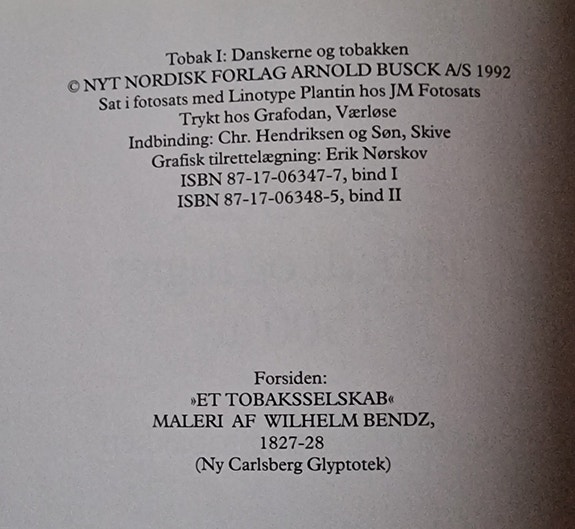 Tobak I: Danskerne og tobakken
© NYT NORDISK FORLAG ARNOLD BUSCK A/S 1992
Sat i fotosats med Linotype Plantin hos JM Fotosats
Trykt hos Grafodan, Værløse
Indbinding: Chr. Hendriksen og Søn, Skive
Grafisk tilrettelægning: Erik Nørskov
ISBN 87-17-06347-7, bind I
ISBN 87-17-06348-5, bind II
Forsiden:
»ET TOBAKSSELSKAB«
MALERI AF WILHELM BENDZ,
1827-28
(Ny Carlsberg Glyptotek)